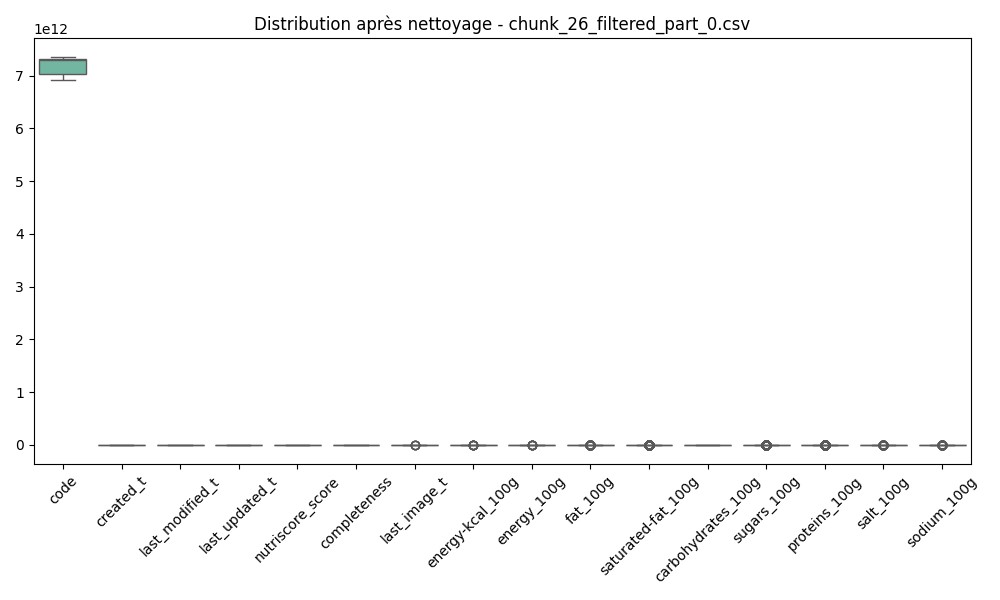 Distribution après nettoyage - chunk_26_filtered_part_0.csv
1e12
7
6
5
4
3
2
1
0
code
created_t
last_modified_t
last_updated_t
nutriscore_score
completeness
last_image_t
energy-kcal_100g
energy_100g
fat_100g
saturated-fat_100g
carbohydrates_100g
sugars_100g
proteins_100g
salt_100g
sodium_100g